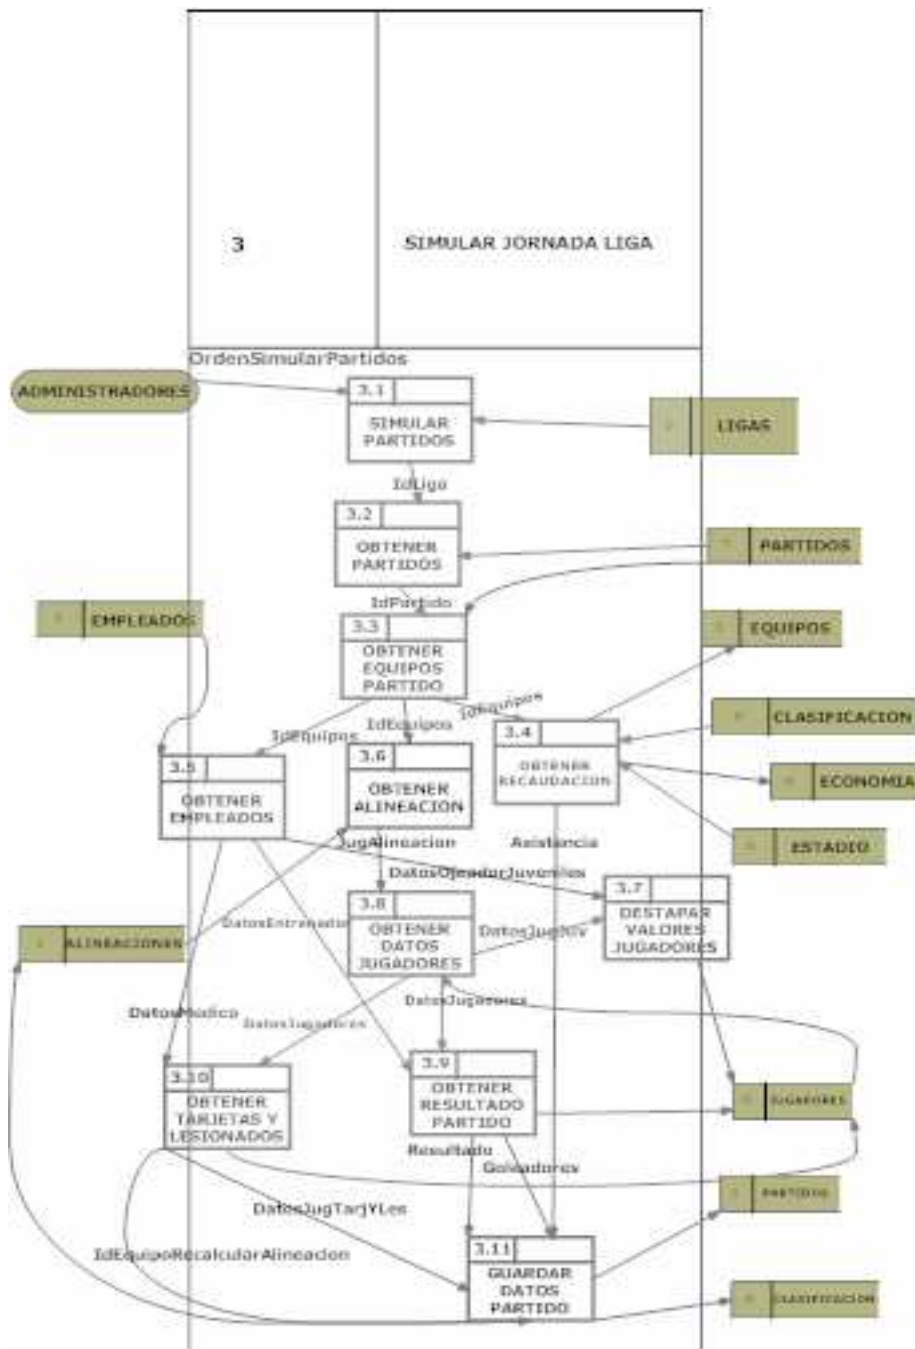 3
SIMULAR JORNADA LIGA
OrdenSimularPartidos
ADMINISTRADORES
3.1
SIMULAR
PARTIDOS
LIGAS
IdLiga
3.2
OBTENER
PARTIDOS
PARTIDOS
IdPartido
EMPLEADOS
3.3
OBTENER
EQUIPOS
PARTIDO
EQUIPOS
IdEquipos
IdEquipos
IdEquipos
CLASIFICACION
3.4
OBTENER
RECAUDACION
3.5
OBTENER
EMPLEADOS
3.6
OBTENER
ALINEACION
ECONOMIA
ESTADIO
JugAlineacion
Asistencia
DatosOjeadorJuveniles
3.7
DESTAPAR
VALORES
JUGADORES
3.8
OBTENER
DATOS
JUGADORES
DatosEntrenador
DatosJugJuv
ALINEACIONES
DatosMedico
DatosJugadores
DatosJugadores
3.9
OBTENER
RESULTADO
PARTIDO
3.10
OBTENER
TARJETAS Y
LESIONADOS
JUGADORES
Resultado
Goleadores
PARTIDOS
DatosJugTarjYLes
IdEquipoRecalcularAlineacion
3.11
GUARDAR
DATOS
PARTIDO
CLASIFICACION